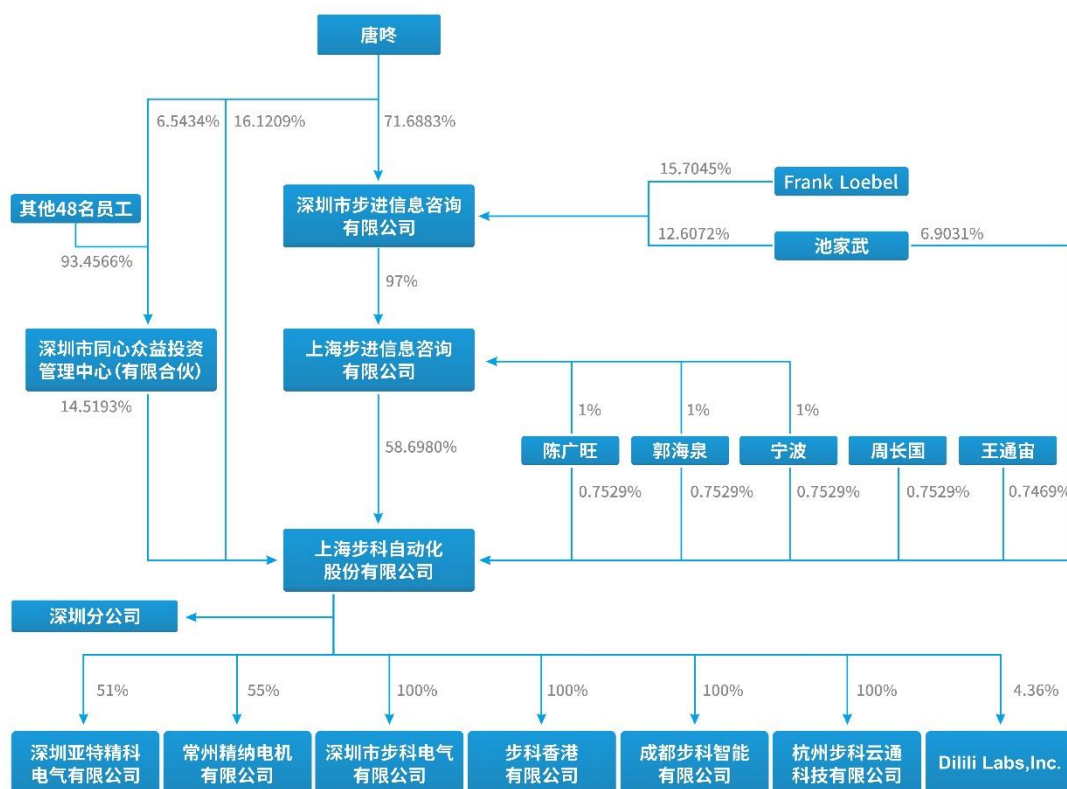 唐咚
6.5434%
16.1209%
71.6883%
15.7045%
Frank Loebel
深圳市步进信息咨询
有限公司
其他48名员工
12.6072%
池家武
6.9031%
93.4566%
97%
深圳市同心众益投资
管理中心(有限合伙)
上海步进信息咨询
有限公司
14.5193%
1%
1%
1%
58.6980%
陈广旺
郭海泉
宁波
周长国
王通宙
0.7529%
0.7529%
0.7529%
0.7529%
0.7469%
上海步科自动化
股份有限公司
深圳分公司
51%
55%
100%
100%
100%
100%
4.36%
深圳亚特精科
电气有限公司
常州精纳电机
有限公司
深圳市步科电气
有限公司
步科香港
有限公司
成都步科智能
有限公司
杭州步科云通
科技有限公司
Dilili Labs,Inc.